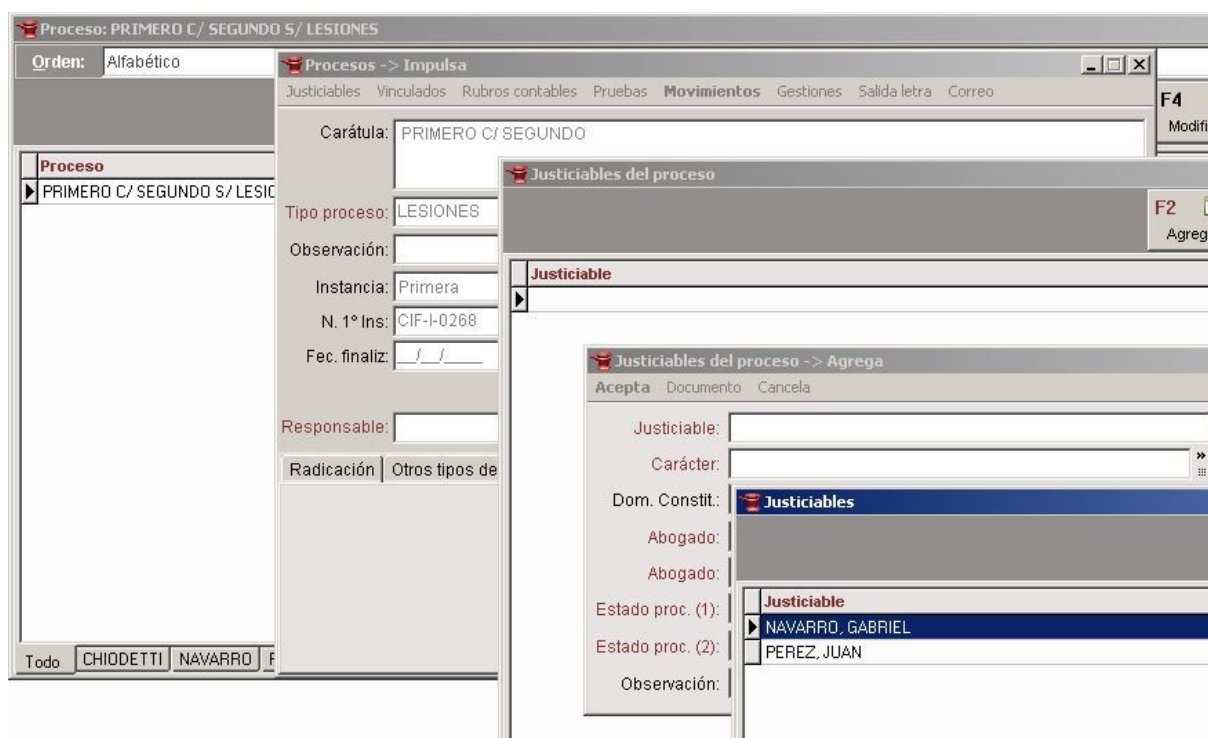 Proceso: PRIMERO C/ SEGUNDO S/ LESIONES
Orden: Alfabético
Proceso
PRIMERO C/ SEGUNDO S/ LESIO
Todo CHIODETTI NAVARRO
Procesos -> Impulsa
Justiciables Vinculados Rubros contables Pruebas Movimientos Gestiones Salida letra Correo
Carátula: PRIMERO C/ SEGUNDO
Tipo proceso: LESIONES
Observación:
Instancia: Primera
N. 1º Ins: CIF-I-0268
Fec. finaliz: __/__/____
Responsable:
Radicación Otros tipos de
F4
Modifi
Justiciables del proceso
F2
Agreg
Justiciable
Justiciables del proceso -> Agrega
Acepta Documento Cancela
Justiciable:
Carácter:
Dom. Constit.:
Abogado:
Abogado:
Estado proc. (1):
Estado proc. (2):
Observación:
Justiciables
Justiciable
NAVARRO, GABRIEL
PEREZ, JUAN